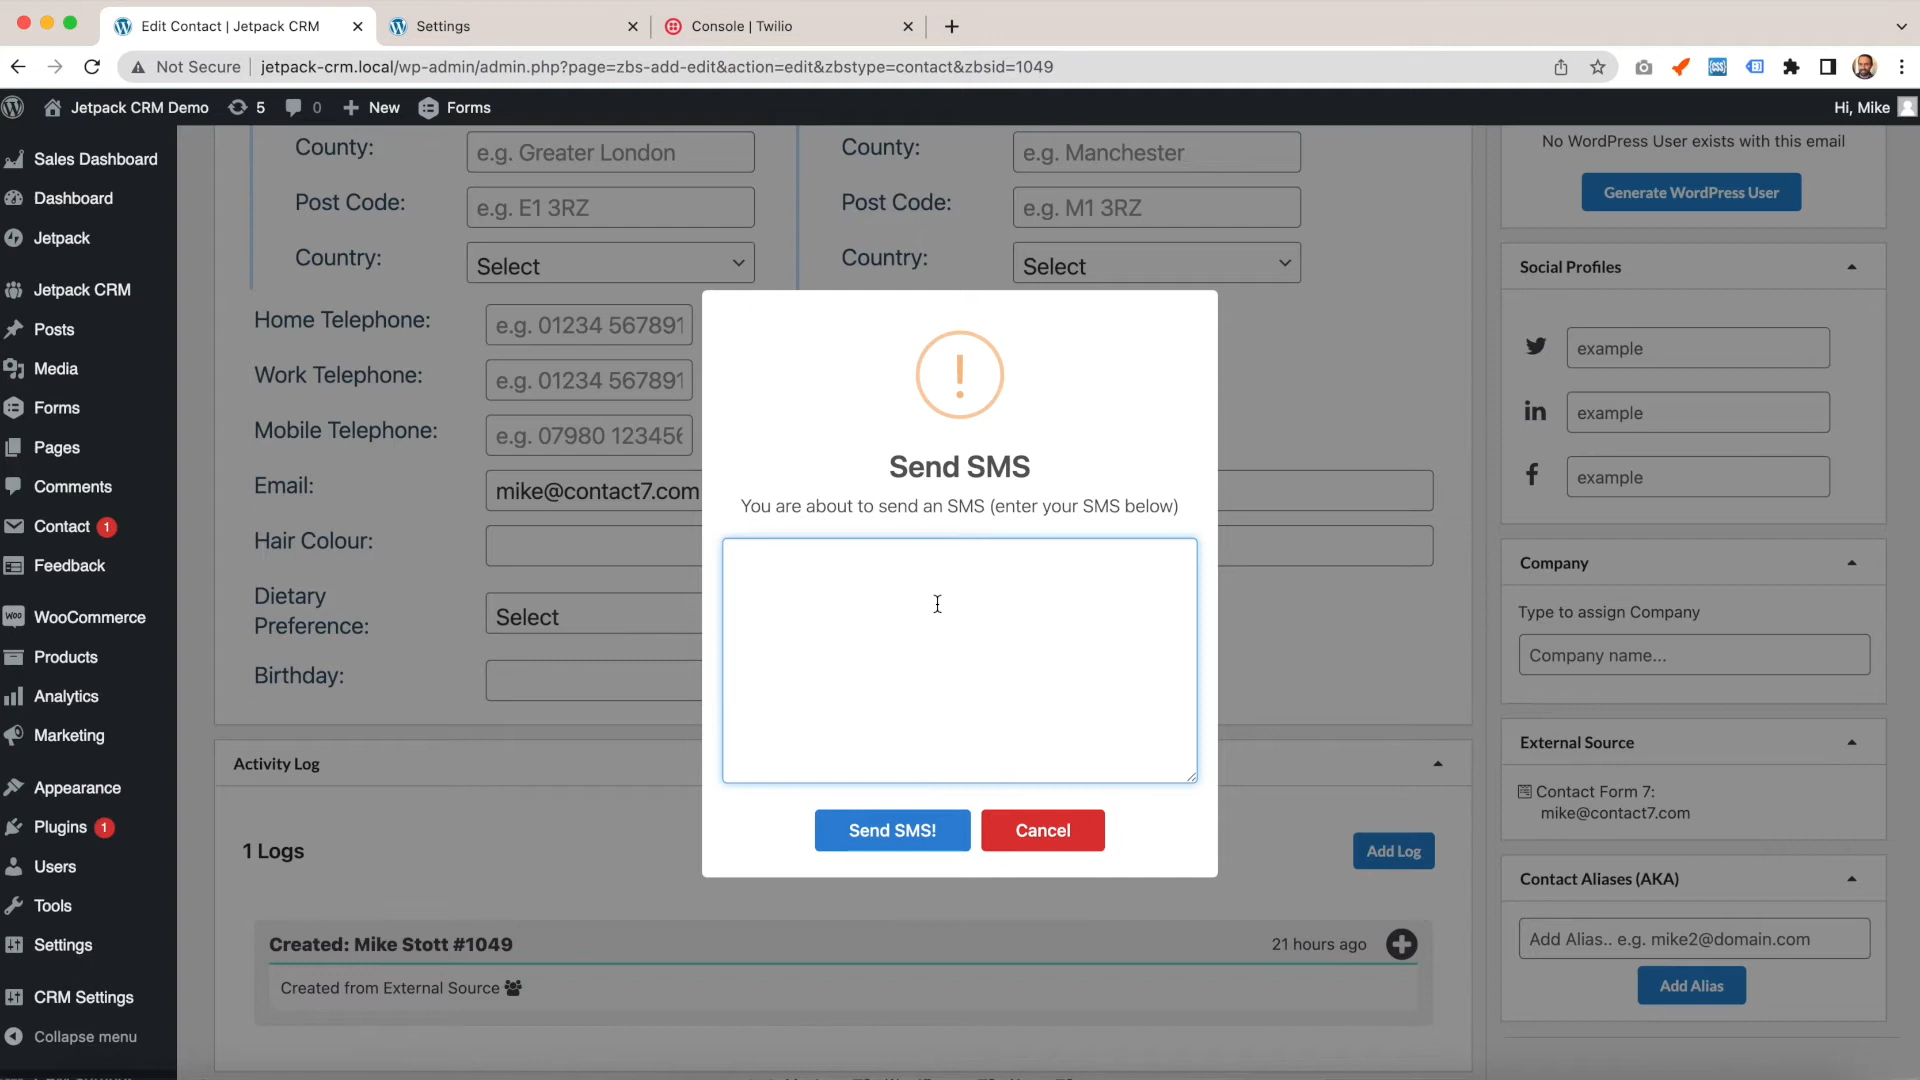 Edit Contact | Jetpack CRM
Settings
Console | Twilio
Not Secure
jetpack-crm.local/wp-admin/admin.php?page=zbs-add-edit&action=edit&zbstype=contact&zbsid=1049
Jetpack CRM Demo
5
0
New
Forms
Hi, Mike
Sales Dashboard
Dashboard
Jetpack
Jetpack CRM
Posts
Media
Forms
Pages
Comments
Contact 1
Feedback
WooCommerce
Products
Analytics
Marketing
Appearance
Plugins 1
Users
Tools
Settings
CRM Settings
Collapse menu
County: e.g. Greater London
County: e.g. Manchester
Post Code: e.g. E1 3RZ
Post Code: e.g. M1 3RZ
Country: Select
Country: Select
Home Telephone: e.g. 01234 567891
Work Telephone: e.g. 01234 567891
Mobile Telephone: e.g. 07980 123456
Email: mike@contact7.com
Hair Colour:
Dietary
Preference:
Select
Birthday:
!
Send SMS
You are about to send an SMS (enter your SMS below)
Send SMS!
Cancel
Activity Log
1 Logs
Add Log
Created: Mike Stott #1049
21 hours ago
Created from External Source
No WordPress User exists with this email
Generate WordPress User
Social Profiles
example
example
example
Company
Type to assign Company
Company name...
External Source
Contact Form 7:
mike@contact7.com
Contact Aliases (AKA)
Add Alias.. e.g. mike2@domain.com
Add Alias